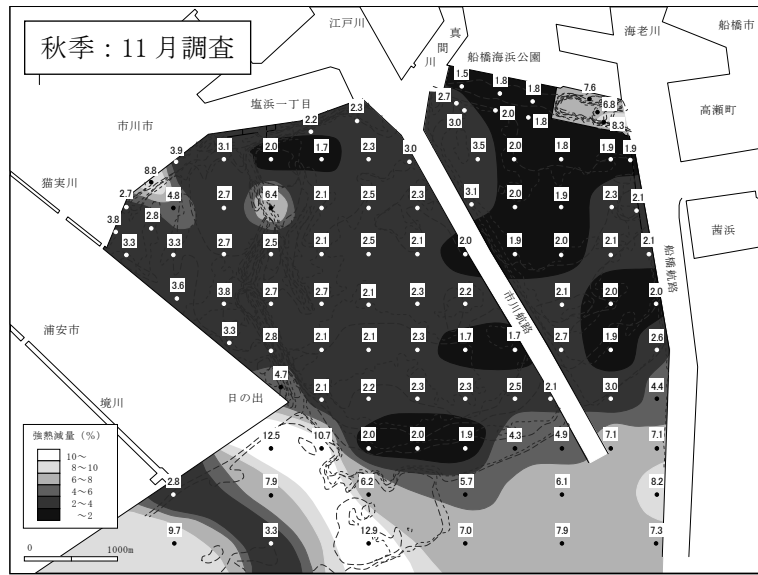 秋季：11月調査
江戸川
真間川
船橋海浜公園
海老川
船橋市
高瀬町
塩浜一丁目
市川市
猫実川
茜浜
船橋航路
市川航路
浦安市
境川
日の出
1.5 1.8 1.8 7.6
2.7 2.0 1.8 6.8
3.0 8.3
2.2 2.3
3.9 3.1 2.0 1.7 2.3 3.0 3.5 2.0 1.8 1.9 1.9
8.8
2.7 4.8 2.7 6.4 2.1 2.5 2.3 3.1 2.0 1.9 2.3 2.1
3.8 2.8
3.3 3.3 2.7 2.5 2.1 2.5 2.1 2.0 1.9 2.0 2.1 2.1
3.6 3.8 2.7 2.7 2.1 2.3 2.2 2.1 2.0 2.0
3.3 2.8 2.1 2.1 2.3 1.7 1.7 2.7 1.9 2.6
4.7 2.1 2.2 2.3 2.3 2.5 2.1 3.0 4.4
12.5 10.7 2.0 2.0 1.9 4.3 4.9 7.1 7.1
2.8 7.9 6.2 5.7 6.1 8.2
9.7 3.3 12.9 7.0 7.9 7.3
強熱減量（%）
10～
8～10
6～8
4～6
2～4
～2
0 1000m